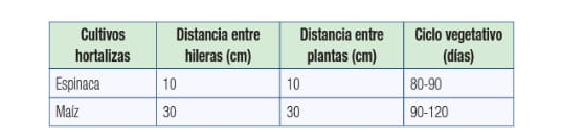 Cultivos hortalizas | Distancia entre hileras (cm) | Distancia entre plantas (cm) | Ciclo vegetativo (días)
Espinaca | 10 | 10 | 80-90
Maíz | 30 | 30 | 90-120